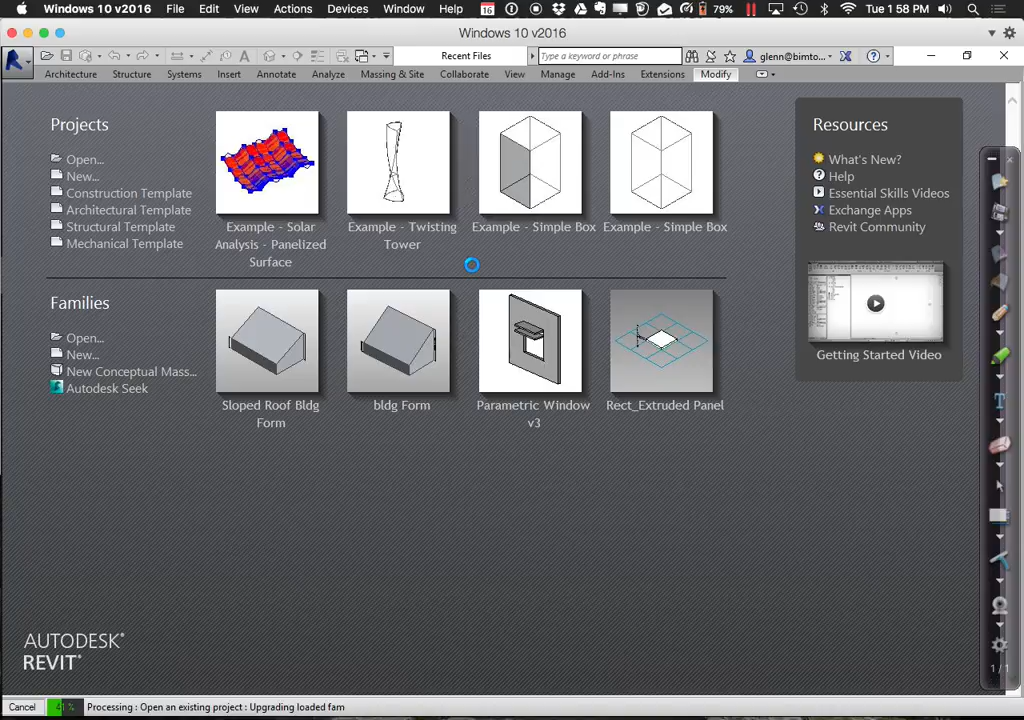 Windows 10 v2016 File Edit View Actions Devices Window Help 79% Tue 1:58 PM
Windows 10 v2016
Recent Files
Type a keyword or phrase
glenn@bimto...
Architecture Structure Systems Insert Annotate Analyze Massing & Site Collaborate View Manage Add-Ins Extensions Modify
Projects
Open...
New...
Construction Template
Architectural Template
Structural Template
Mechanical Template
Example - Solar
Analysis - Panelized
Surface
Example - Twisting
Tower
Example - Simple Box
Example - Simple Box
Families
Open...
New...
New Conceptual Mass...
Autodesk Seek
Sloped Roof Bldg
Form
bldg Form
Parametric Window
v3
Rect_Extruded Panel
Resources
What's New?
Help
Essential Skills Videos
Exchange Apps
Revit Community
Getting Started Video
1/1
AUTODESK®
REVIT®
Cancel
41 %
Processing : Open an existing project : Upgrading loaded fam